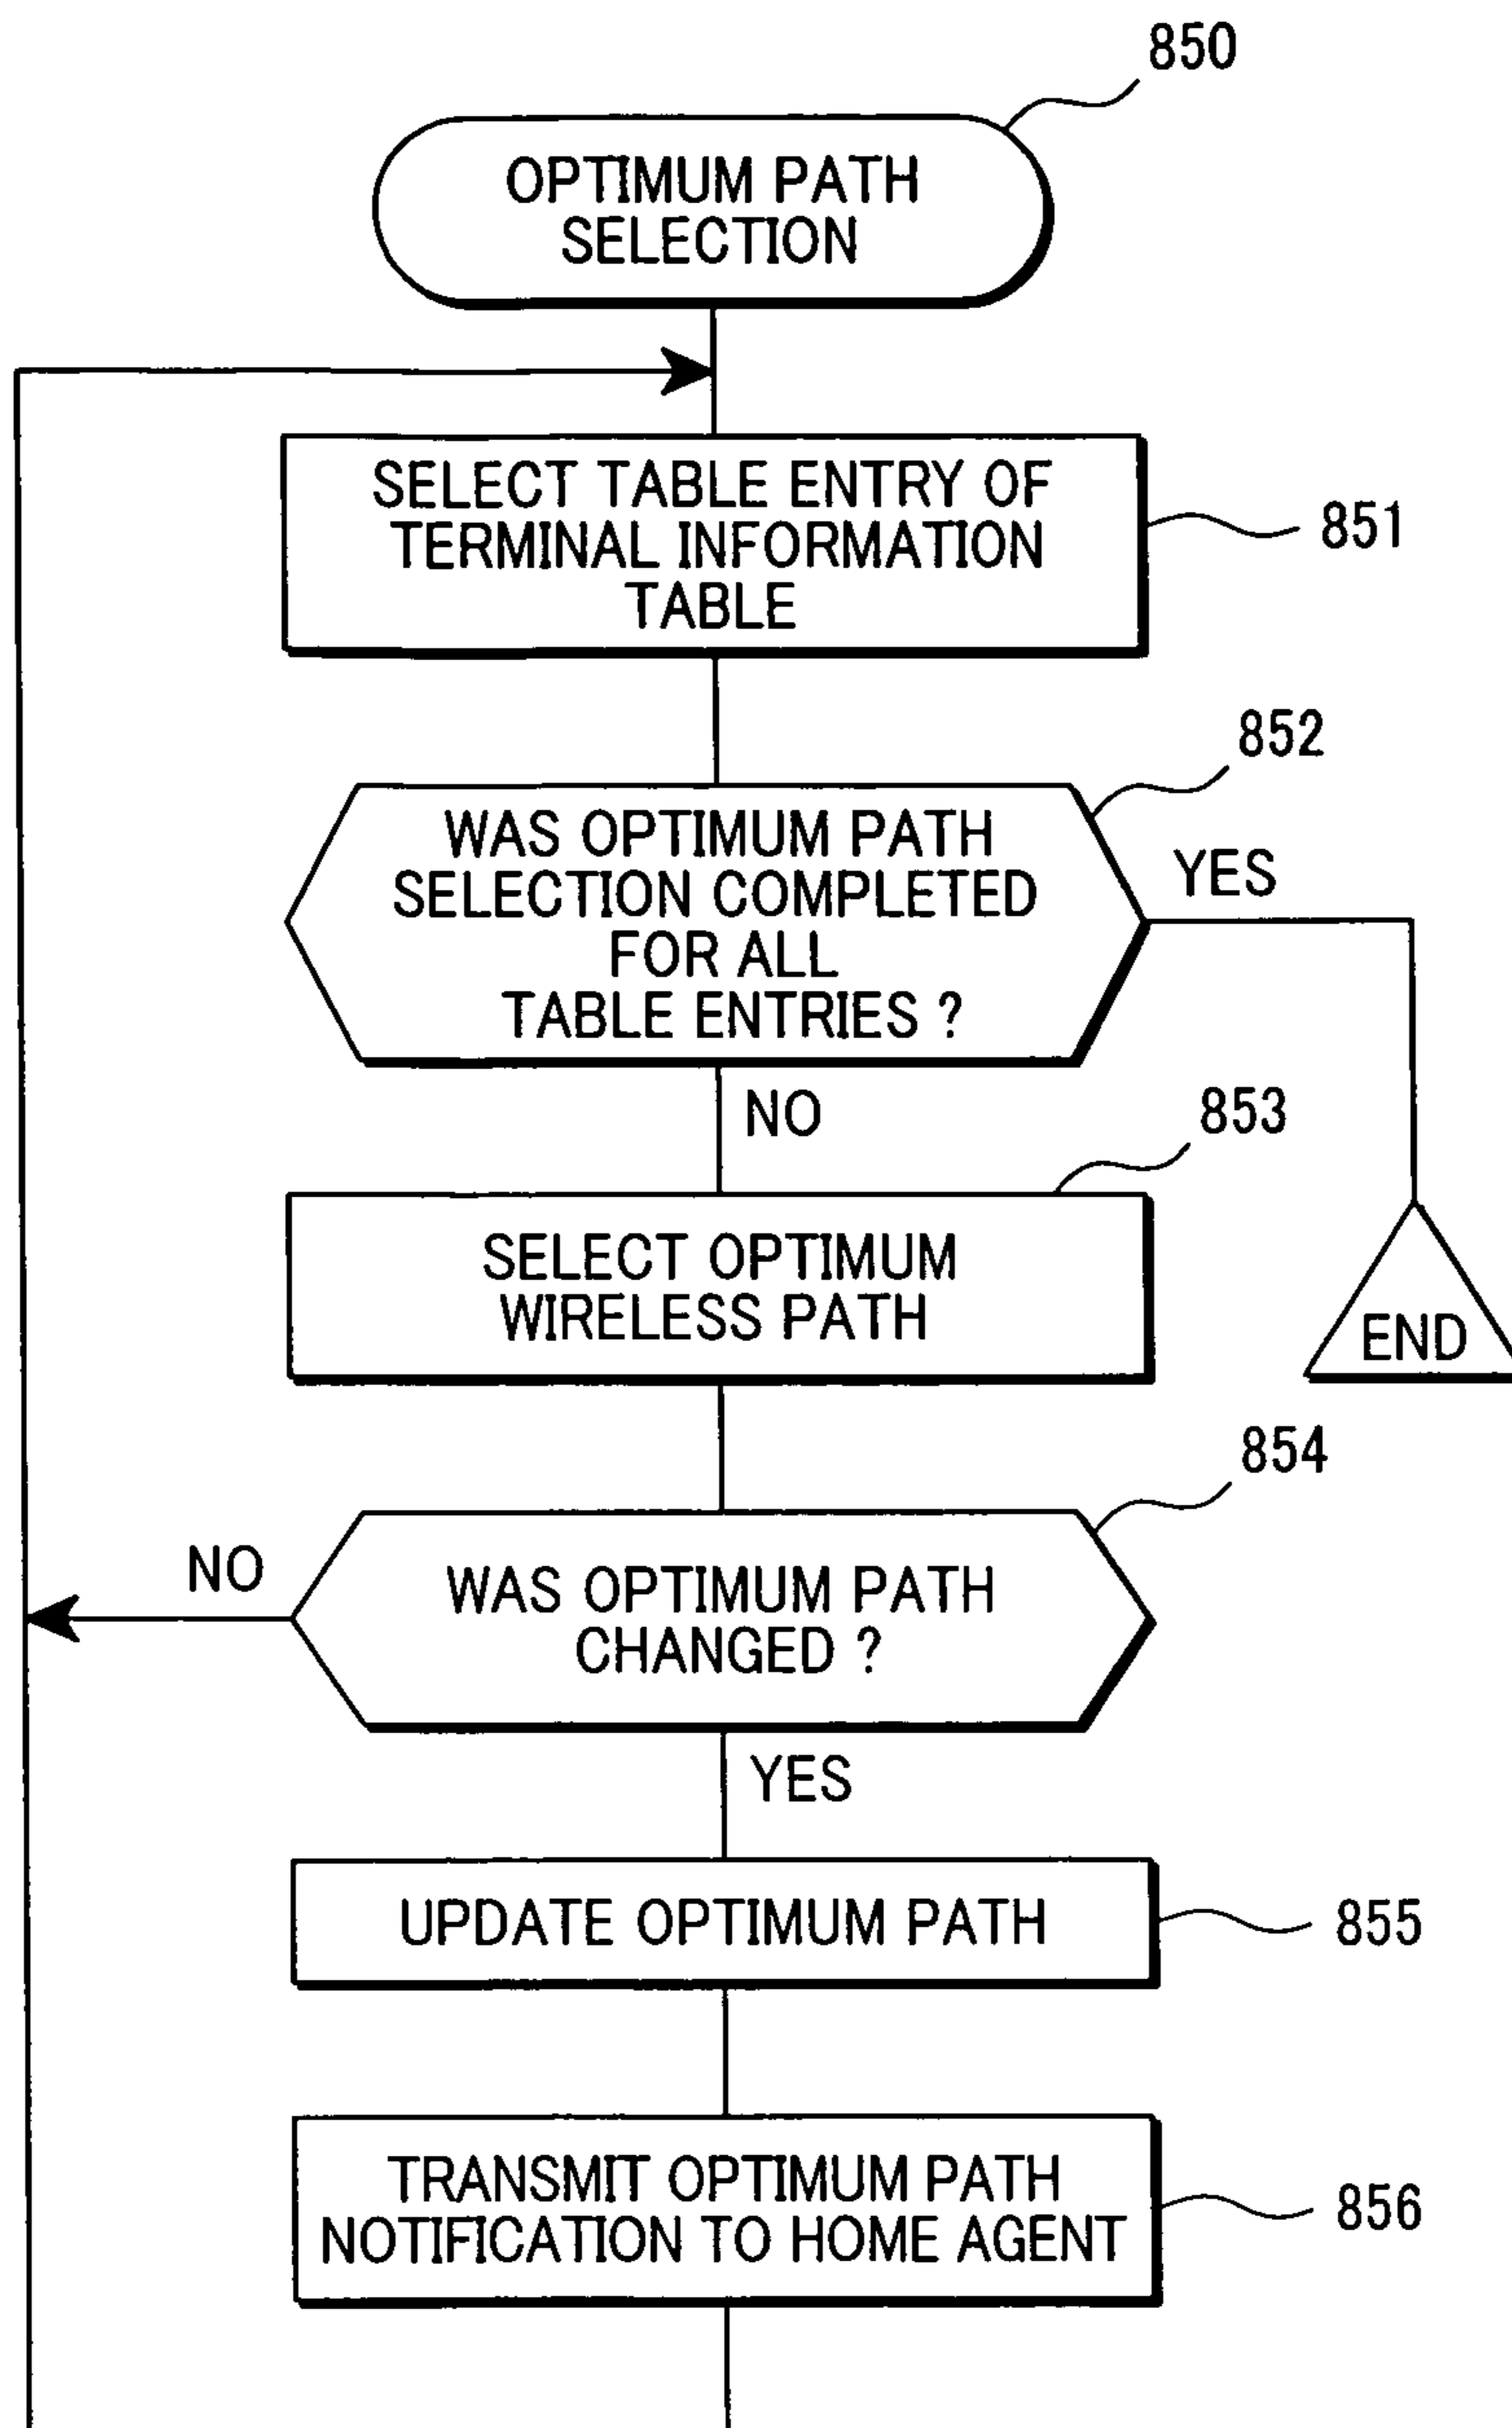 850
OPTIMUM PATH
SELECTION
SELECT TABLE ENTRY OF
TERMINAL INFORMATION
TABLE
851
852
WAS OPTIMUM PATH
SELECTION COMPLETED
FOR ALL
TABLE ENTRIES ?
YES
NO
853
SELECT OPTIMUM
WIRELESS PATH
END
854
NO
WAS OPTIMUM PATH
CHANGED ?
YES
UPDATE OPTIMUM PATH
855
TRANSMIT OPTIMUM PATH
NOTIFICATION TO HOME AGENT
856